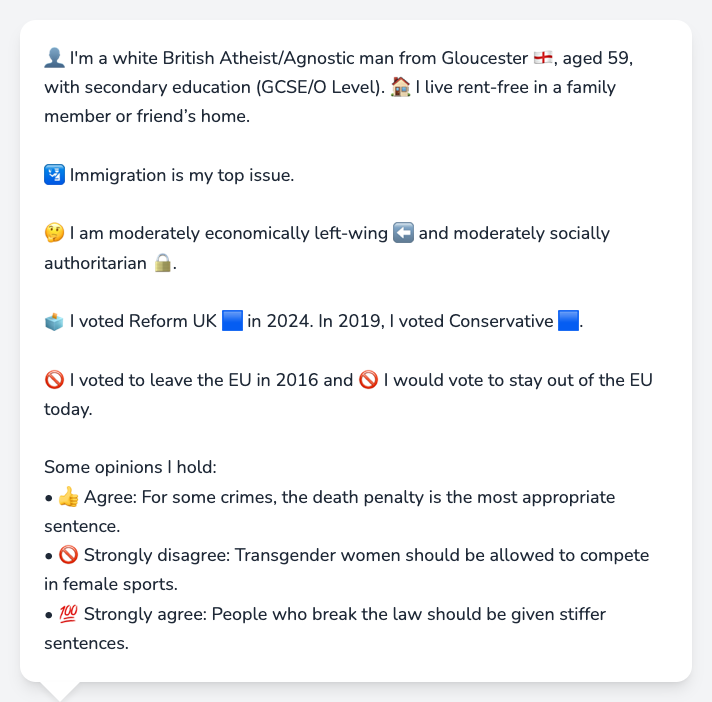 👤 I'm a white British Atheist/Agnostic man from Gloucester 🏴󠁧󠁢󠁥󠁮󠁧󠁿, aged 59,
with secondary education (GCSE/O Level). 🏠 I live rent-free in a family
member or friend’s home.
🛂 Immigration is my top issue.
🤔 I am moderately economically left-wing ⬅️ and moderately socially
authoritarian 🔒.
🗳️ I voted Reform UK 🟦 in 2024. In 2019, I voted Conservative 🟦.
🚫 I voted to leave the EU in 2016 and 🚫 I would vote to stay out of the EU
today.
Some opinions I hold:
• 👍 Agree: For some crimes, the death penalty is the most appropriate
sentence.
• 🚫 Strongly disagree: Transgender women should be allowed to compete
in female sports.
• 💯 Strongly agree: People who break the law should be given stiffer
sentences.